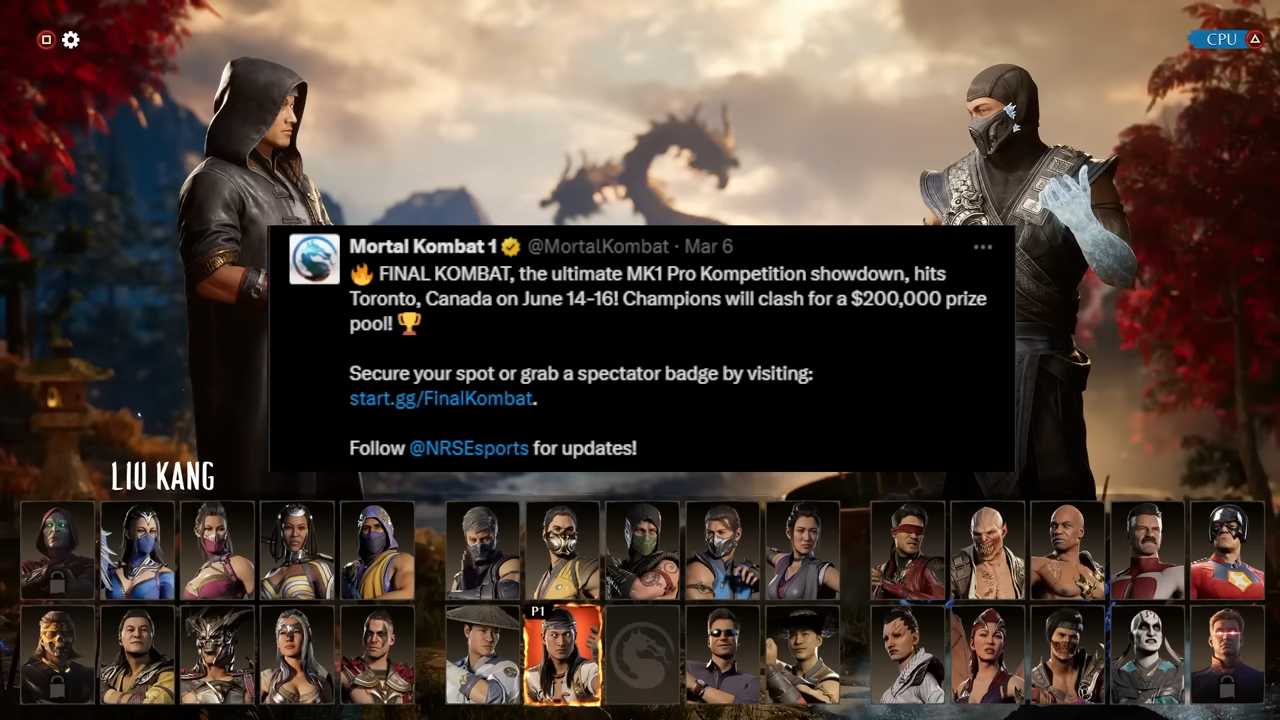 CPU
Mortal Kombat 1 @MortalKombat · Mar 6
🔥 FINAL KOMBAT, the ultimate MK1 Pro Kompetition showdown, hits
Toronto, Canada on June 14-16! Champions will clash for a $200,000 prize
pool! 🏆
Secure your spot or grab a spectator badge by visiting:
start.gg/FinalKombat.
Follow @NRSEsports for updates!
LIU KANG
P1